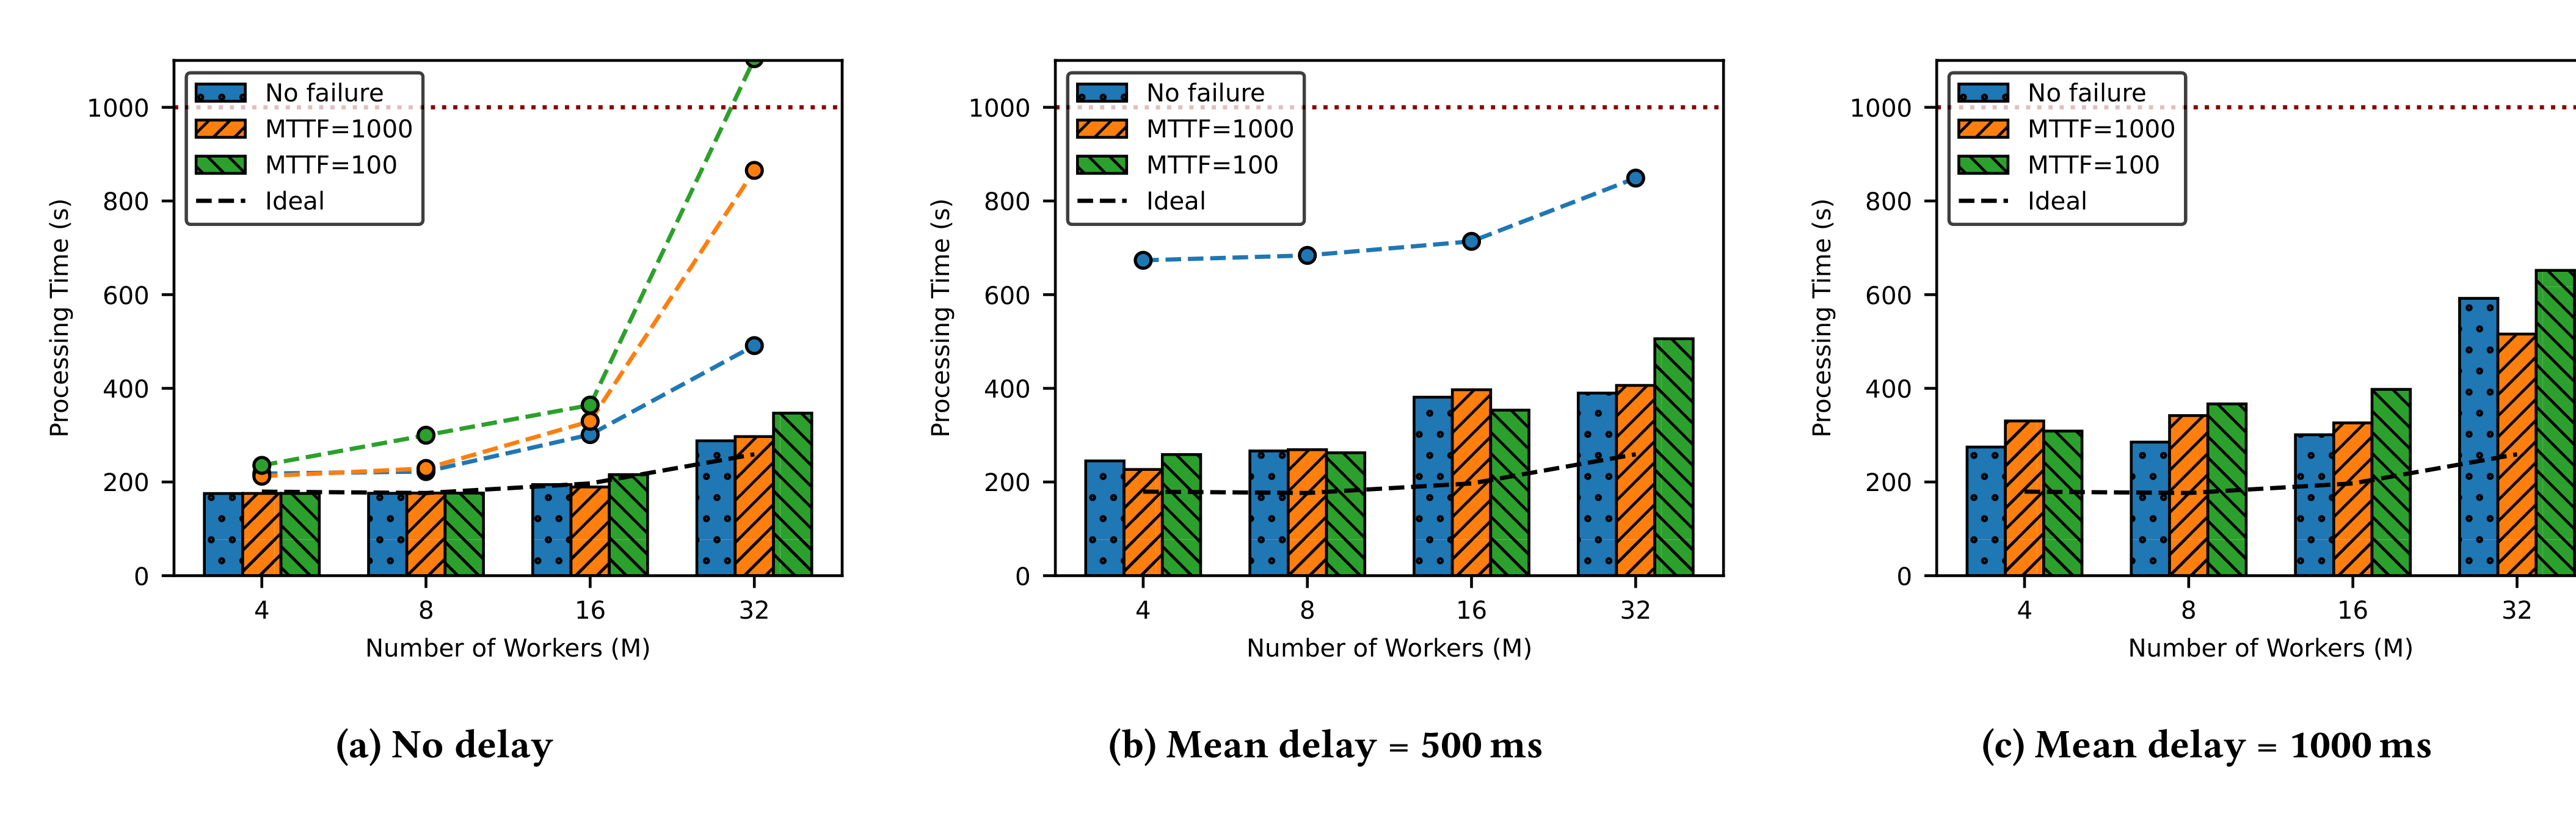 No failure
MTTF=1000
MTTF=100
Ideal
Processing Time (s)
1000
800
600
400
200
0
4 8 16 32
Number of Workers (M)
(a) No delay
No failure
MTTF=1000
MTTF=100
Ideal
Processing Time (s)
1000
800
600
400
200
0
4 8 16 32
Number of Workers (M)
(b) Mean delay = 500 ms
No failure
MTTF=1000
MTTF=100
Ideal
Processing Time (s)
1000
800
600
400
200
0
4 8 16 32
Number of Workers (M)
(c) Mean delay = 1000 ms